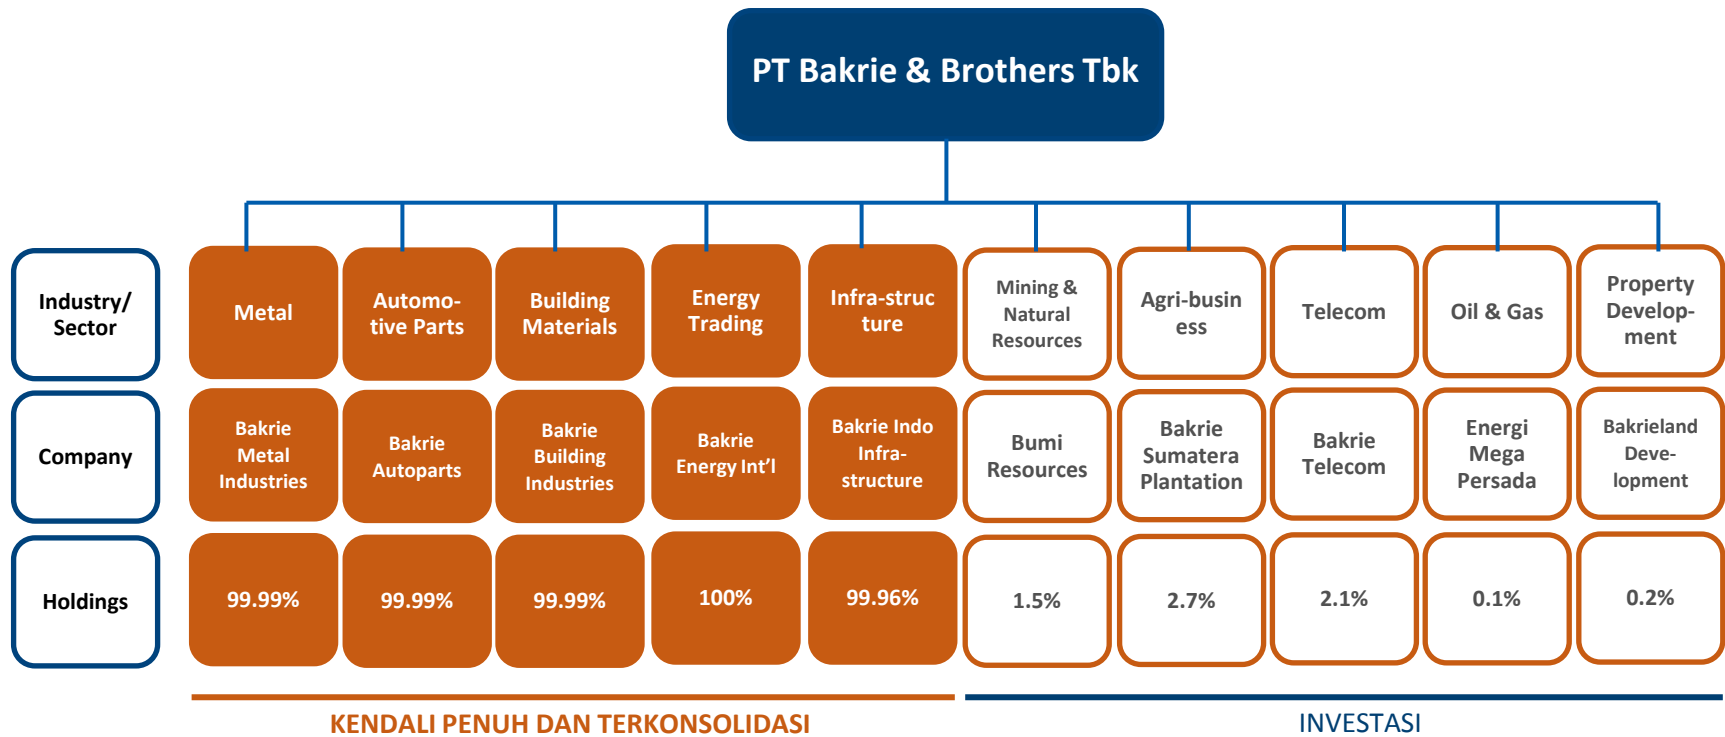 PT Bakrie & Brothers Tbk
Industry/
Sector
Metal
Automo-
tive Parts
Building
Materials
Energy
Trading
Infra-struc
ture
Mining &
Natural
Resources
Agri-busin
ess
Telecom
Oil & Gas
Property
Develop-
ment
Company
Bakrie
Metal
Industries
Bakrie
Autoparts
Bakrie
Building
Industries
Bakrie
Energy Int'l
Bakrie Indo
Infra-
structure
Bumi
Resources
Bakrie
Sumatera
Plantation
Bakrie
Telecom
Energi
Mega
Persada
Bakrieland
Deve-
lopment
Holdings
99.99%
99.99%
99.99%
100%
99.96%
1.5%
2.7%
2.1%
0.1%
0.2%
KENDALI PENUH DAN TERKONSOLIDASI
INVESTASI